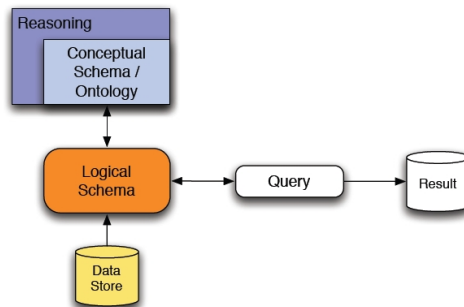 Reasoning
Conceptual
Schema /
Ontology
Logical
Schema
Query
Result
Data
Store